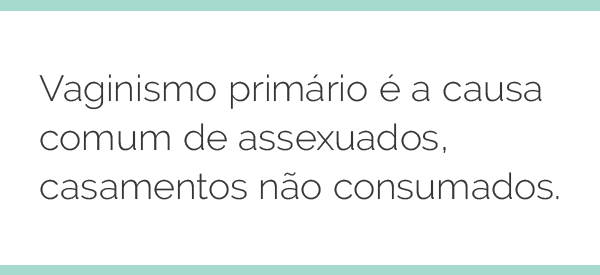 Vaginismo primário é a causa
comum de assexuados,
casamentos não consumados.